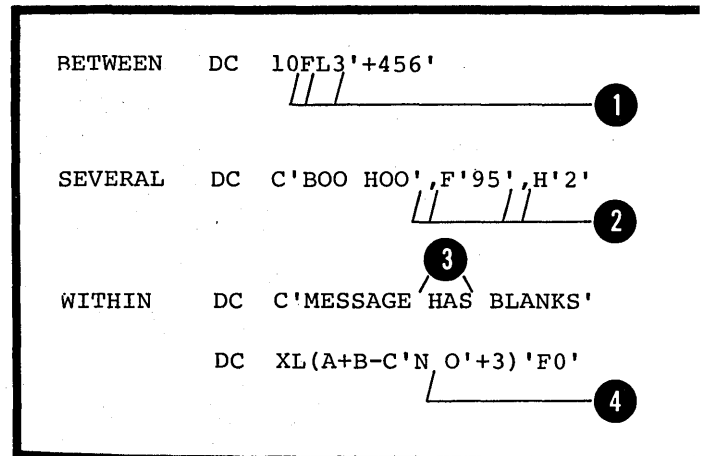 BETWEEN DC 10FL3'+456'
1
SEVERAL DC C'BOO HOO',F'95',H'2'
2
3
WITHIN DC C'MESSAGE HAS BLANKS'
DC XL(A+B-C'N O'+3)'F0'
4